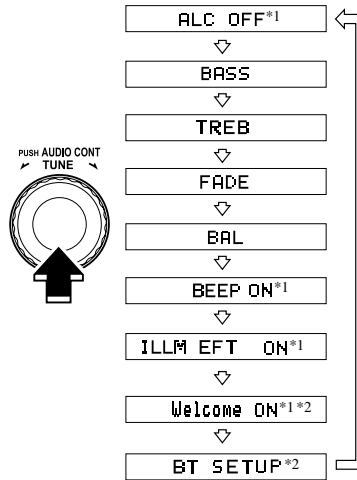 ALC OFF*1
BASS
TREB
PUSH AUDIO CONT
TUNE
FADE
BAL
BEEP ON*1
ILLM EFT ON*1
Welcome ON*1*2
BT SETUP*2